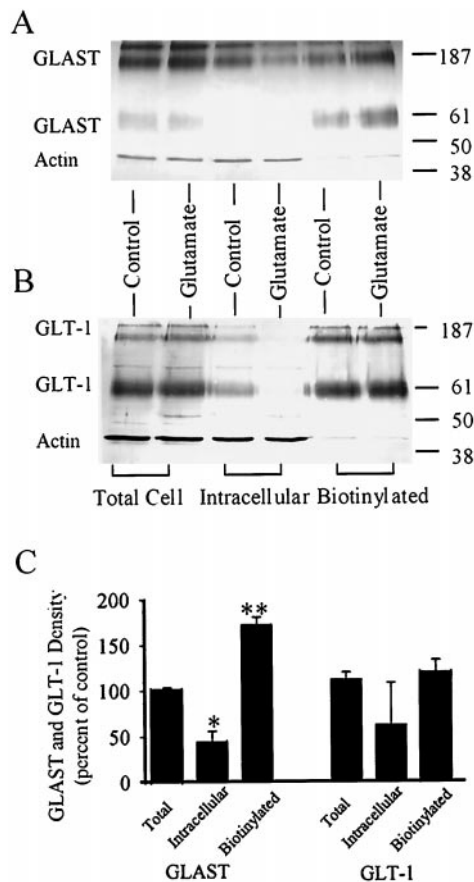 A
GLAST
187
GLAST
61
50
Actin
38
Control
Glutamate
Control
Glutamate
Control
Glutamate
B
GLT-1
187
GLT-1
61
50
Actin
38
Total Cell Intracellular Biotinylated
C
GLAST and GLT-1 Density
(percent of control)
200
150
100
50
0
*
**
Total
Intracellular
Biotinylated
Total
Intracellular
Biotinylated
GLAST
GLT-1